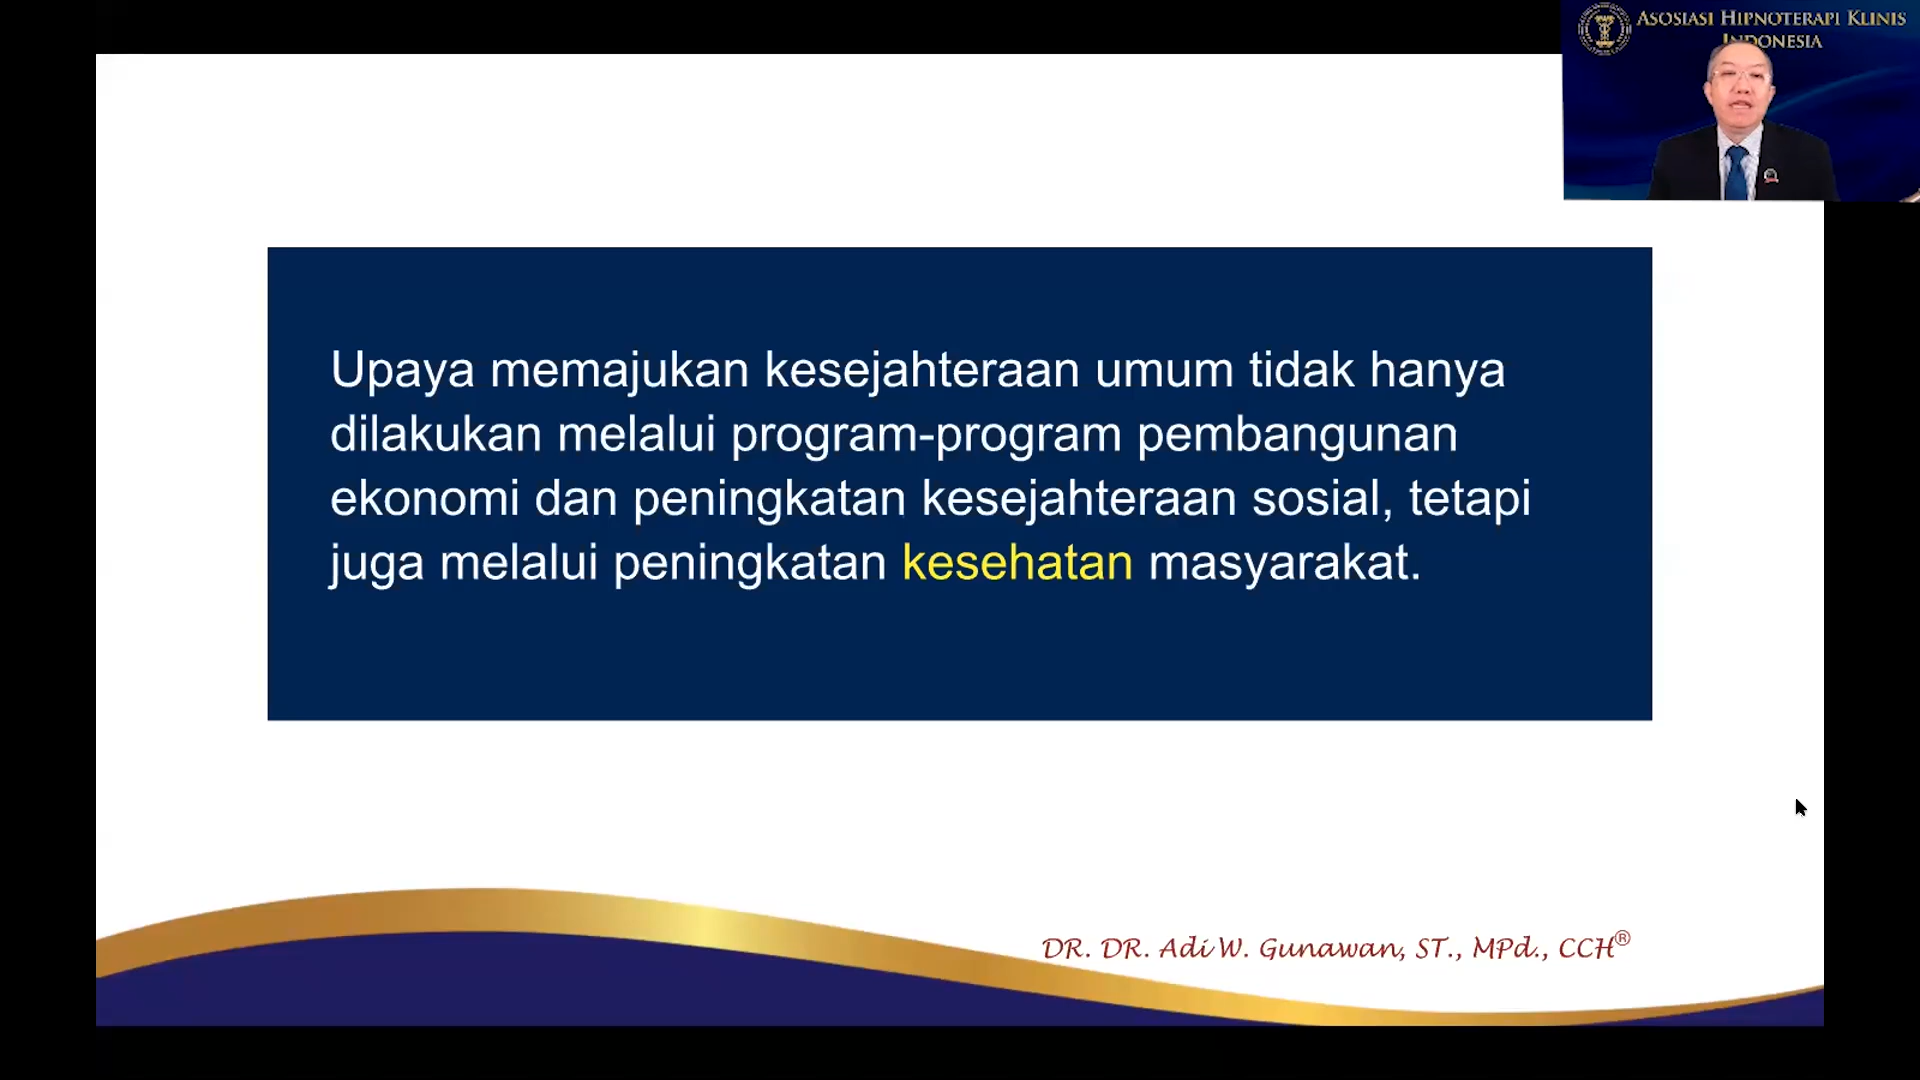 ASOSIASI HIPNOTERAPI KLINIS
INDONESIA
Upaya memajukan kesejahteraan umum tidak hanya
dilakukan melalui program-program pembangunan
ekonomi dan peningkatan kesejahteraan sosial, tetapi
juga melalui peningkatan kesehatan masyarakat.
DR. DR. Adi W. Gunawan, ST., MPd., CCH®